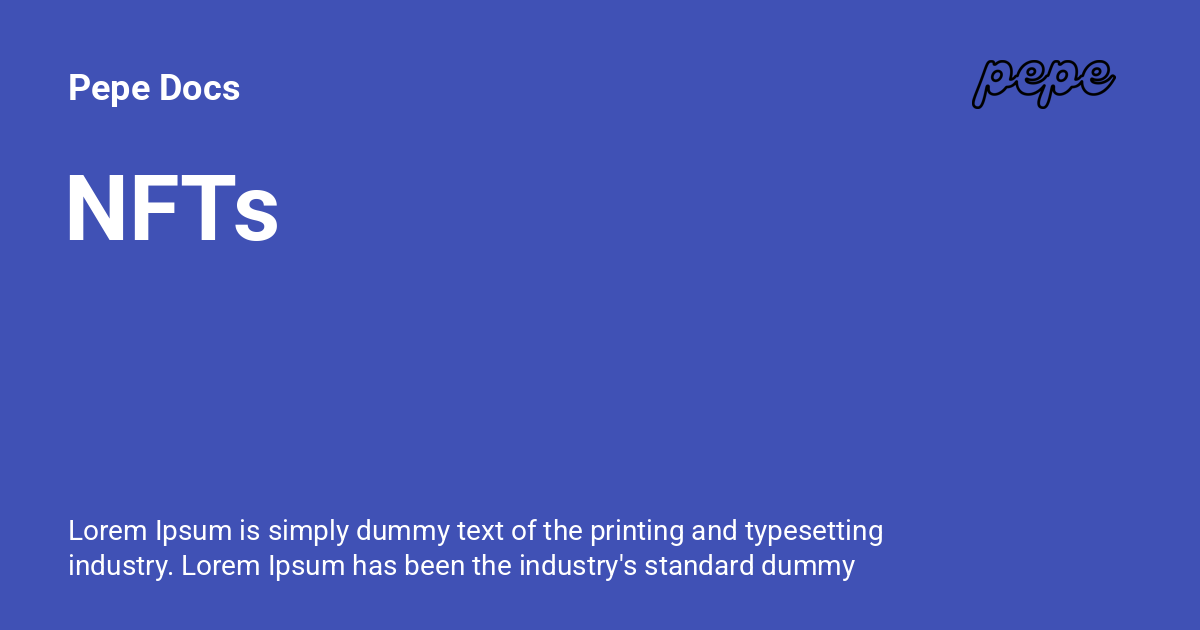 Pepe Docs
pepe
NFTs
Lorem Ipsum is simply dummy text of the printing and typesetting
industry. Lorem Ipsum has been the industry's standard dummy